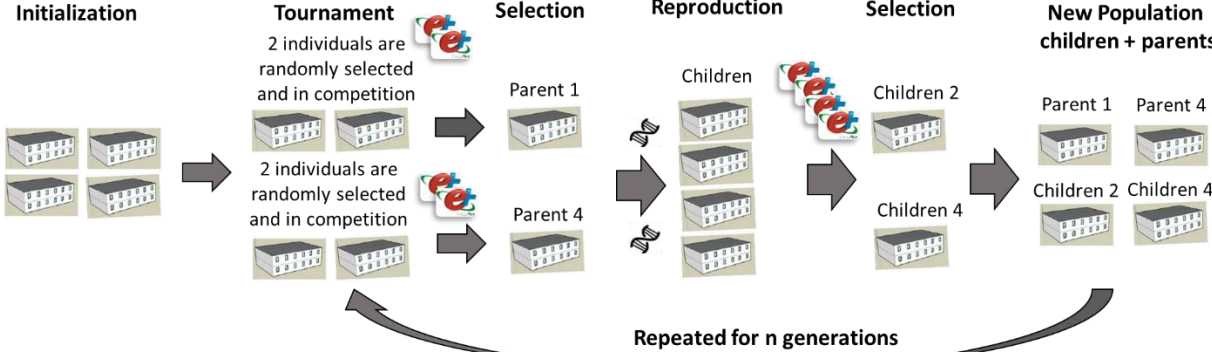 Initialization
Tournament
2 individuals are
randomly selected
and in competition
2 individuals are
randomly selected
and in competition
Selection
Parent 1
Parent 4
Reproduction
Children
Selection
Children 2
Children 4
New Population
children + parents
Parent 1 Parent 4
Children 2 Children 4
Repeated for n generations